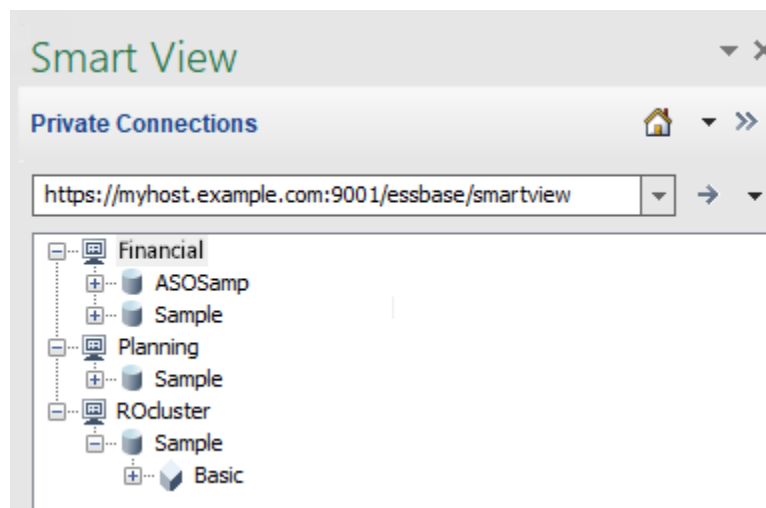 Smart View
Private Connections
https://myhost.example.com:9001/essbase/smartview
Financial
ASOSamp
Sample
Planning
Sample
ROcluster
Sample
Basic